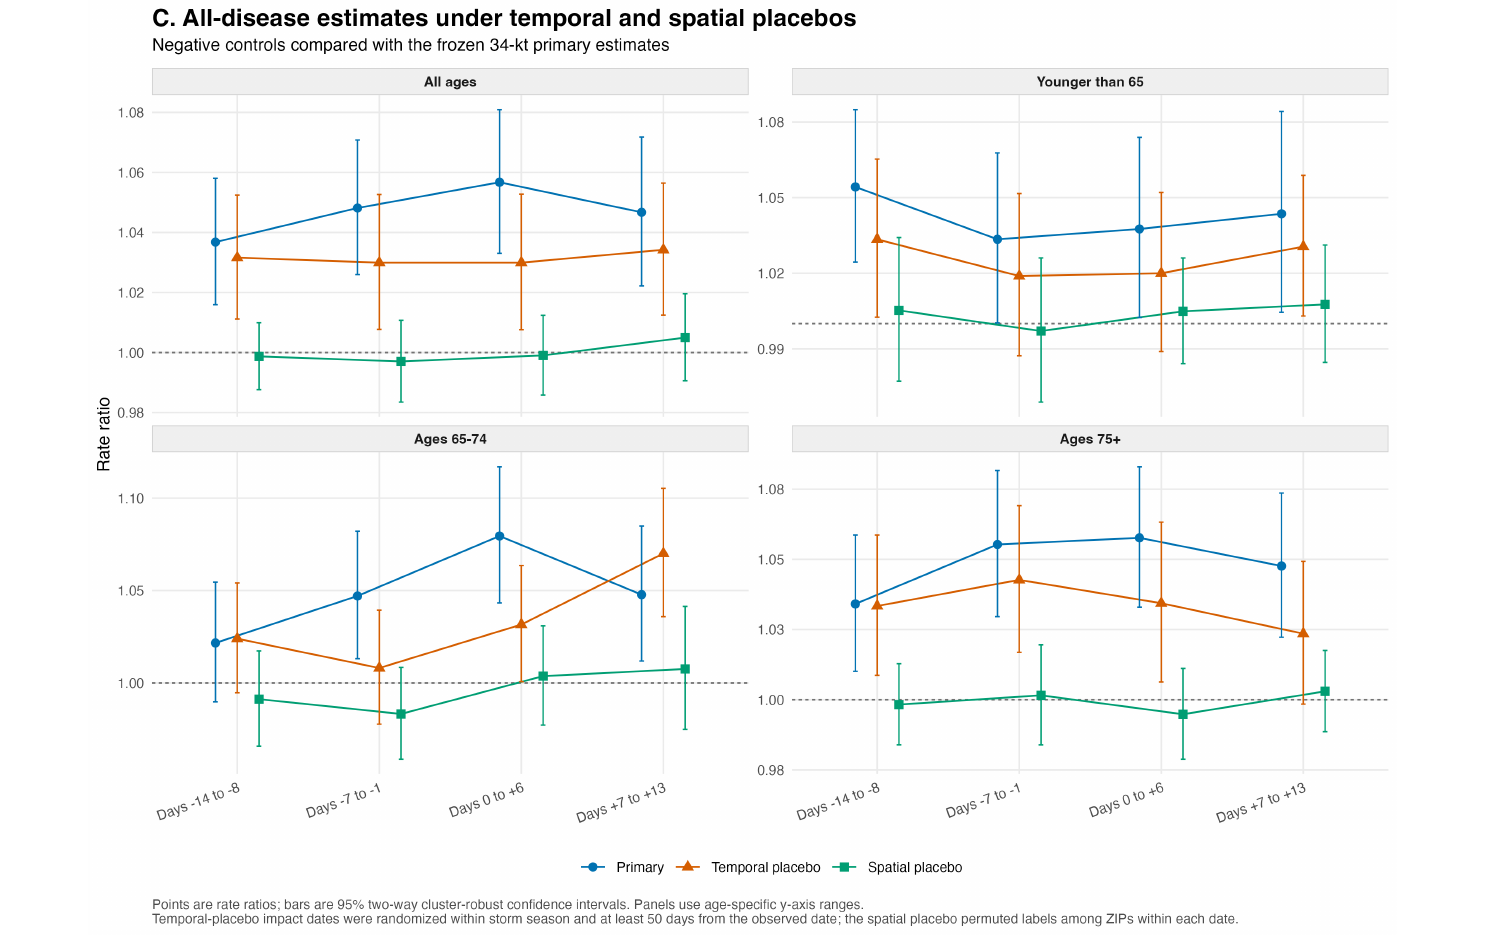 C. All-disease estimates under temporal and spatial placebos
Negative controls compared with the frozen 34-kt primary estimates
All ages
Younger than 65
1.08
1.06
1.04
1.02
1.00
0.98
1.08
1.05
1.02
0.99
Rate ratio
Ages 65-74
Ages 75+
1.10
1.05
1.00
1.08
1.05
1.03
1.00
0.98
Days -14 to -8
Days -7 to -1
Days 0 to +6
Days +7 to +13
Days -14 to -8
Days -7 to -1
Days 0 to +6
Days +7 to +13
Primary
Temporal placebo
Spatial placebo
Points are rate ratios; bars are 95% two-way cluster-robust confidence intervals. Panels use age-specific y-axis ranges.
Temporal-placebo impact dates were randomized within storm season and at least 50 days from the observed date; the spatial placebo permuted labels among ZIPs within each date.